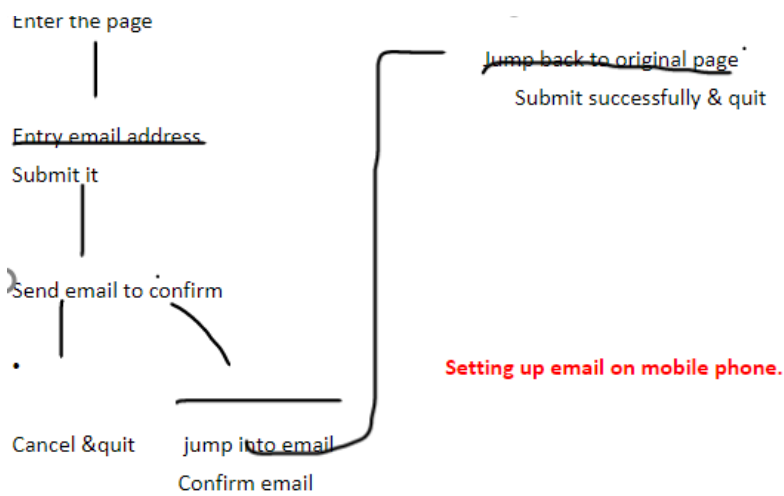 Enter the page
Entry email address
Submit it
Send email to confirm
Cancel &quit
jump into email
Confirm email
Jump back to original page
Submit successfully & quit
Setting up email on mobile phone.